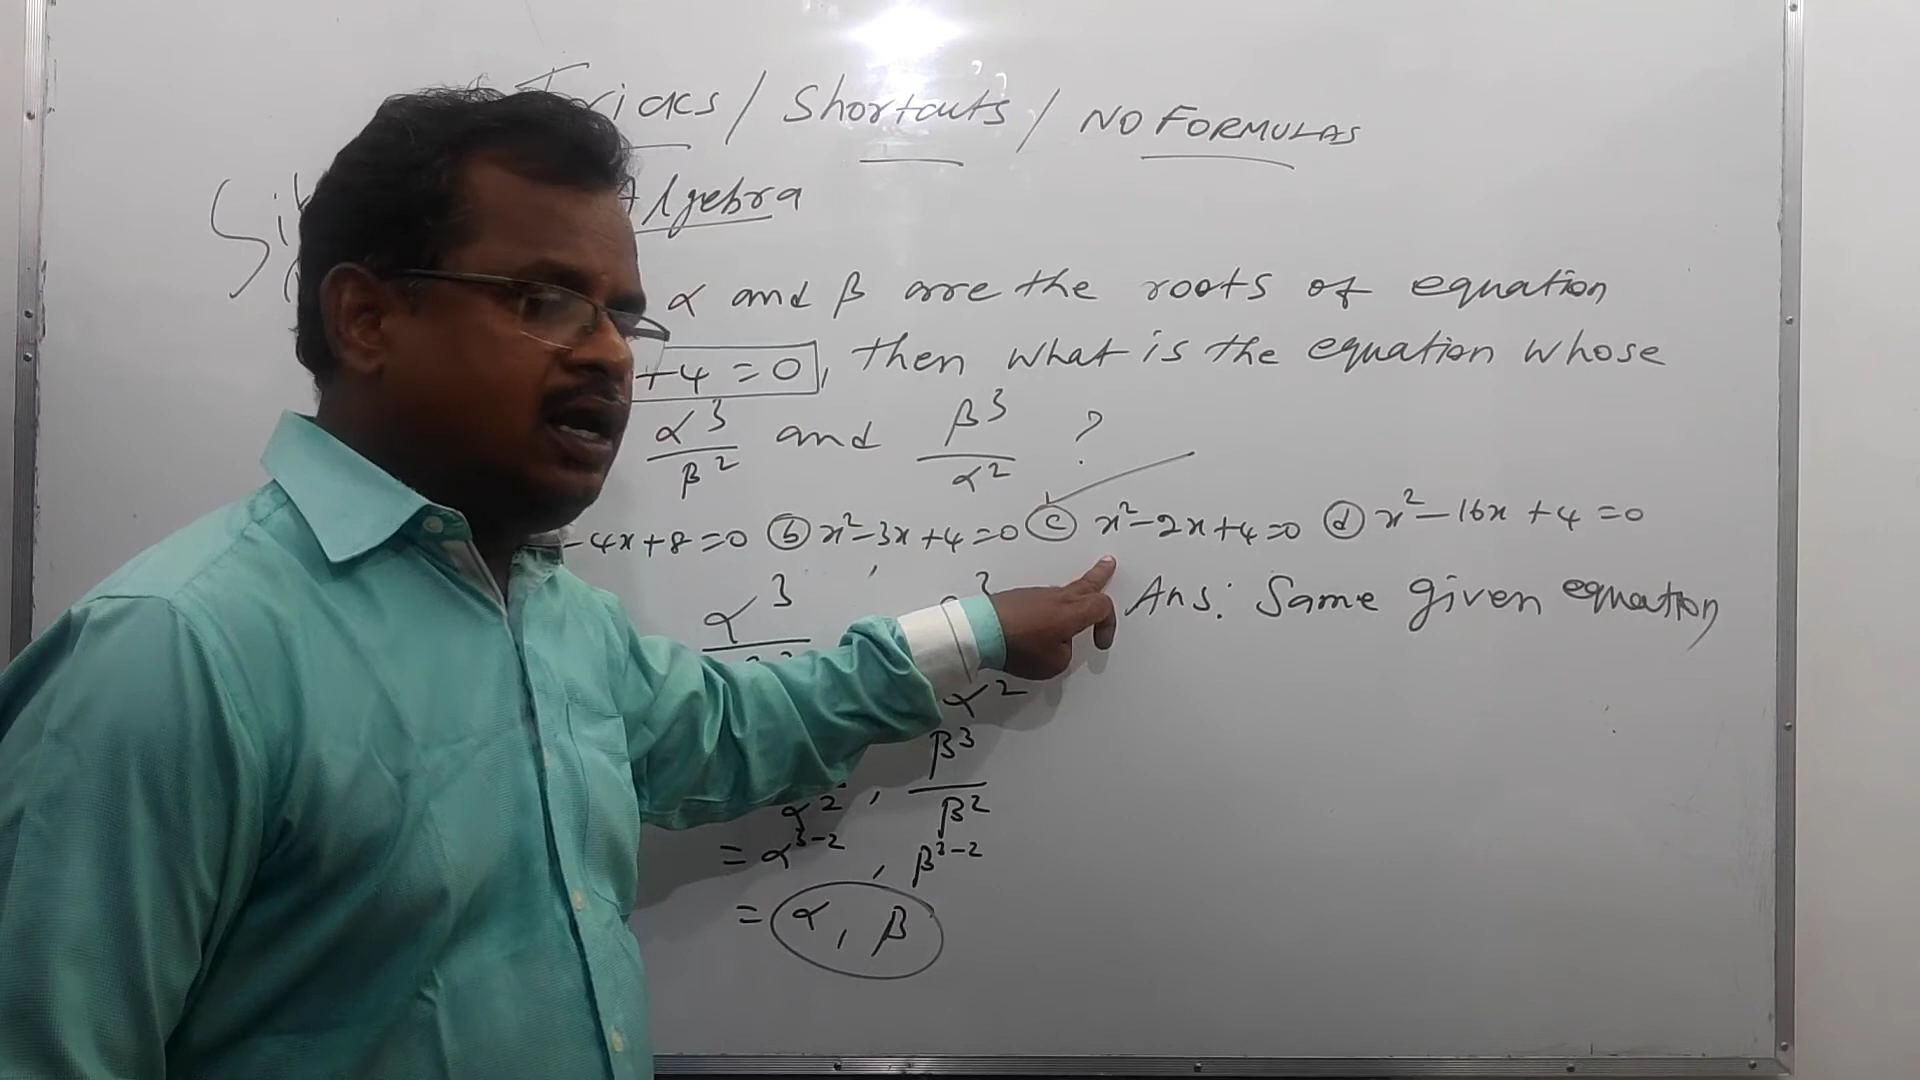 Tricks / Shortcuts / NO FORMULAS
Algebra
α and β are the roots of equation
+4 = 0, then what is the equation whose
α³/β² and β³/α² ?
- 4x+8=0 (b) x²-3x+4=0 (c) x²-2x+4=0 (d) x²-16x+4=0
α³
Ans: Same given equation
α²
β³
α², β²
= α³⁻², β³⁻²
= α, β